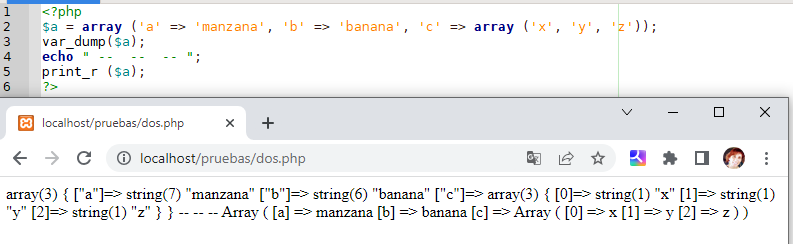 1 <?php
2 $a = array ('a' => 'manzana', 'b' => 'banana', 'c' => array ('x', 'y', 'z'));
3 var_dump($a);
4 echo " -- -- -- ";
5 print_r ($a);
6 ?>
localhost/pruebas/dos.php
localhost/pruebas/dos.php
array(3) { ["a"]=> string(7) "manzana" ["b"]=> string(6) "banana" ["c"]=> array(3) { [0]=> string(1) "x" [1]=> string(1)
"y" [2]=> string(1) "z" } } -- -- -- Array ( [a] => manzana [b] => banana [c] => Array ( [0] => x [1] => y [2] => z ) )